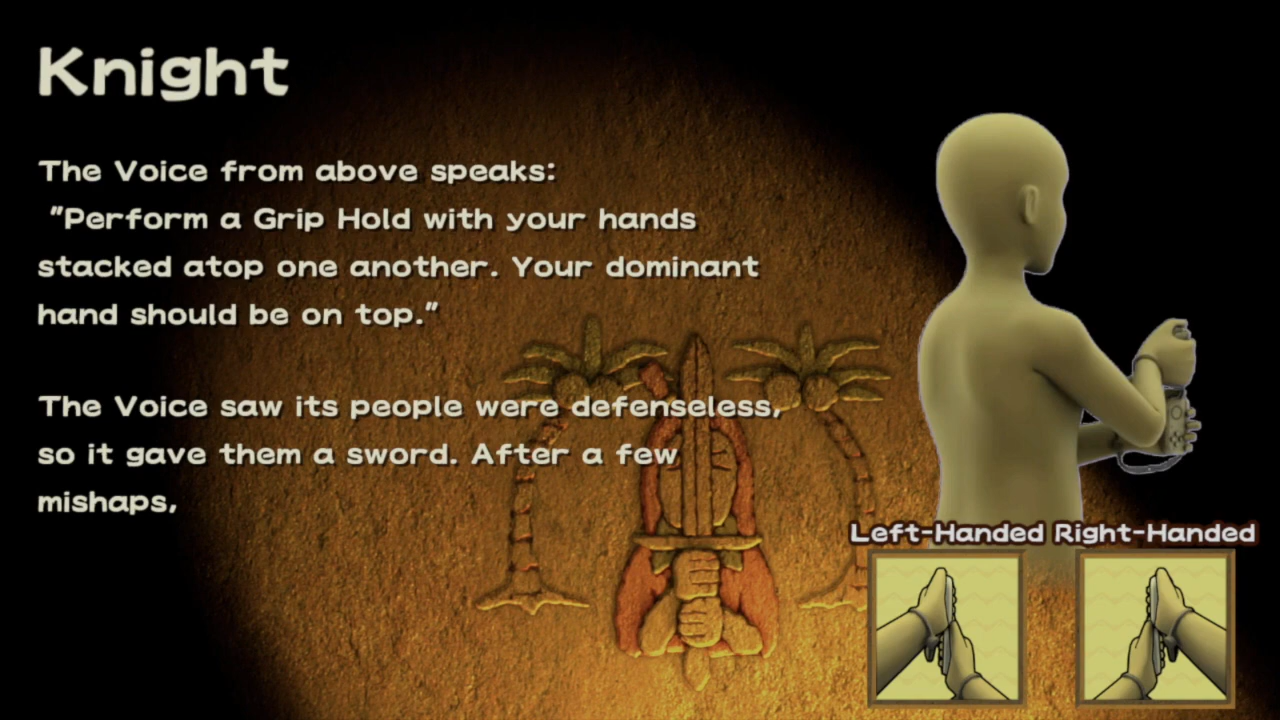 Knight
The Voice from above speaks:
"Perform a Grip Hold with your hands
stacked atop one another. Your dominant
hand should be on top."
The Voice saw its people were defenseless,
so it gave them a sword. After a few
mishaps,
Left-Handed Right-Handed